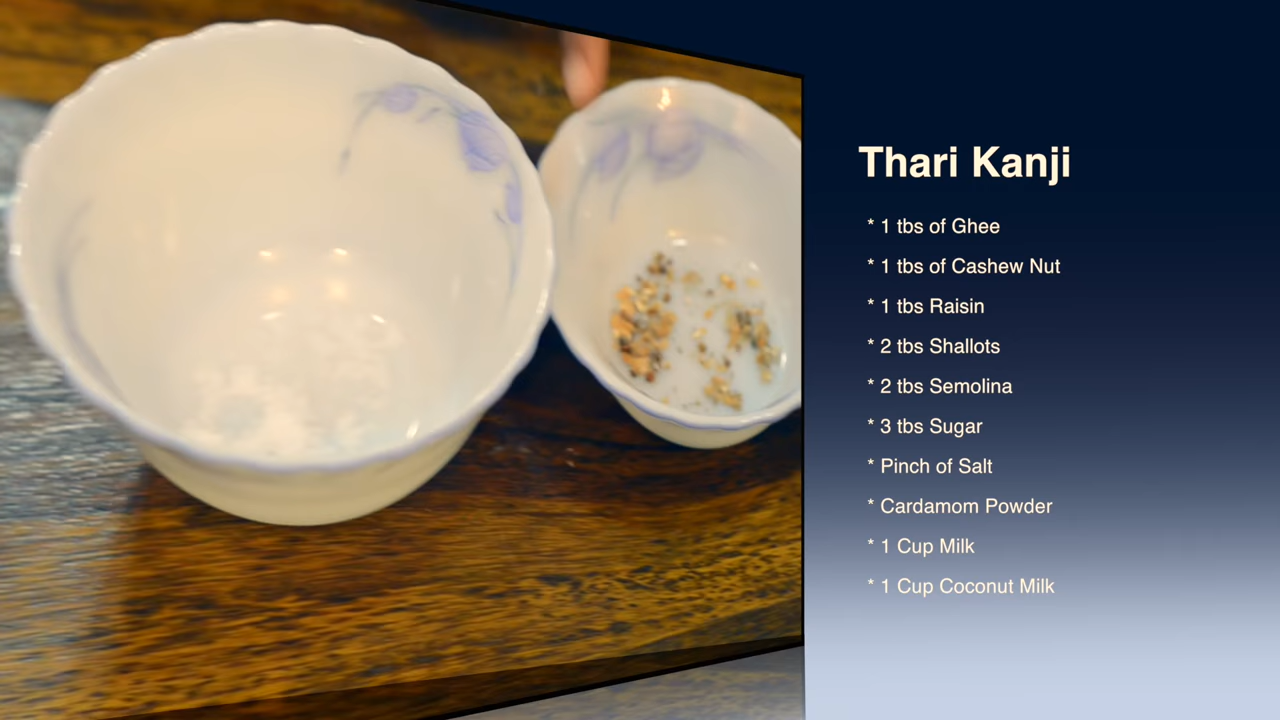 Thari Kanji
* 1 tbs of Ghee
* 1 tbs of Cashew Nut
* 1 tbs Raisin
* 2 tbs Shallots
* 2 tbs Semolina
* 3 tbs Sugar
* Pinch of Salt
* Cardamom Powder
* 1 Cup Milk
* 1 Cup Coconut Milk